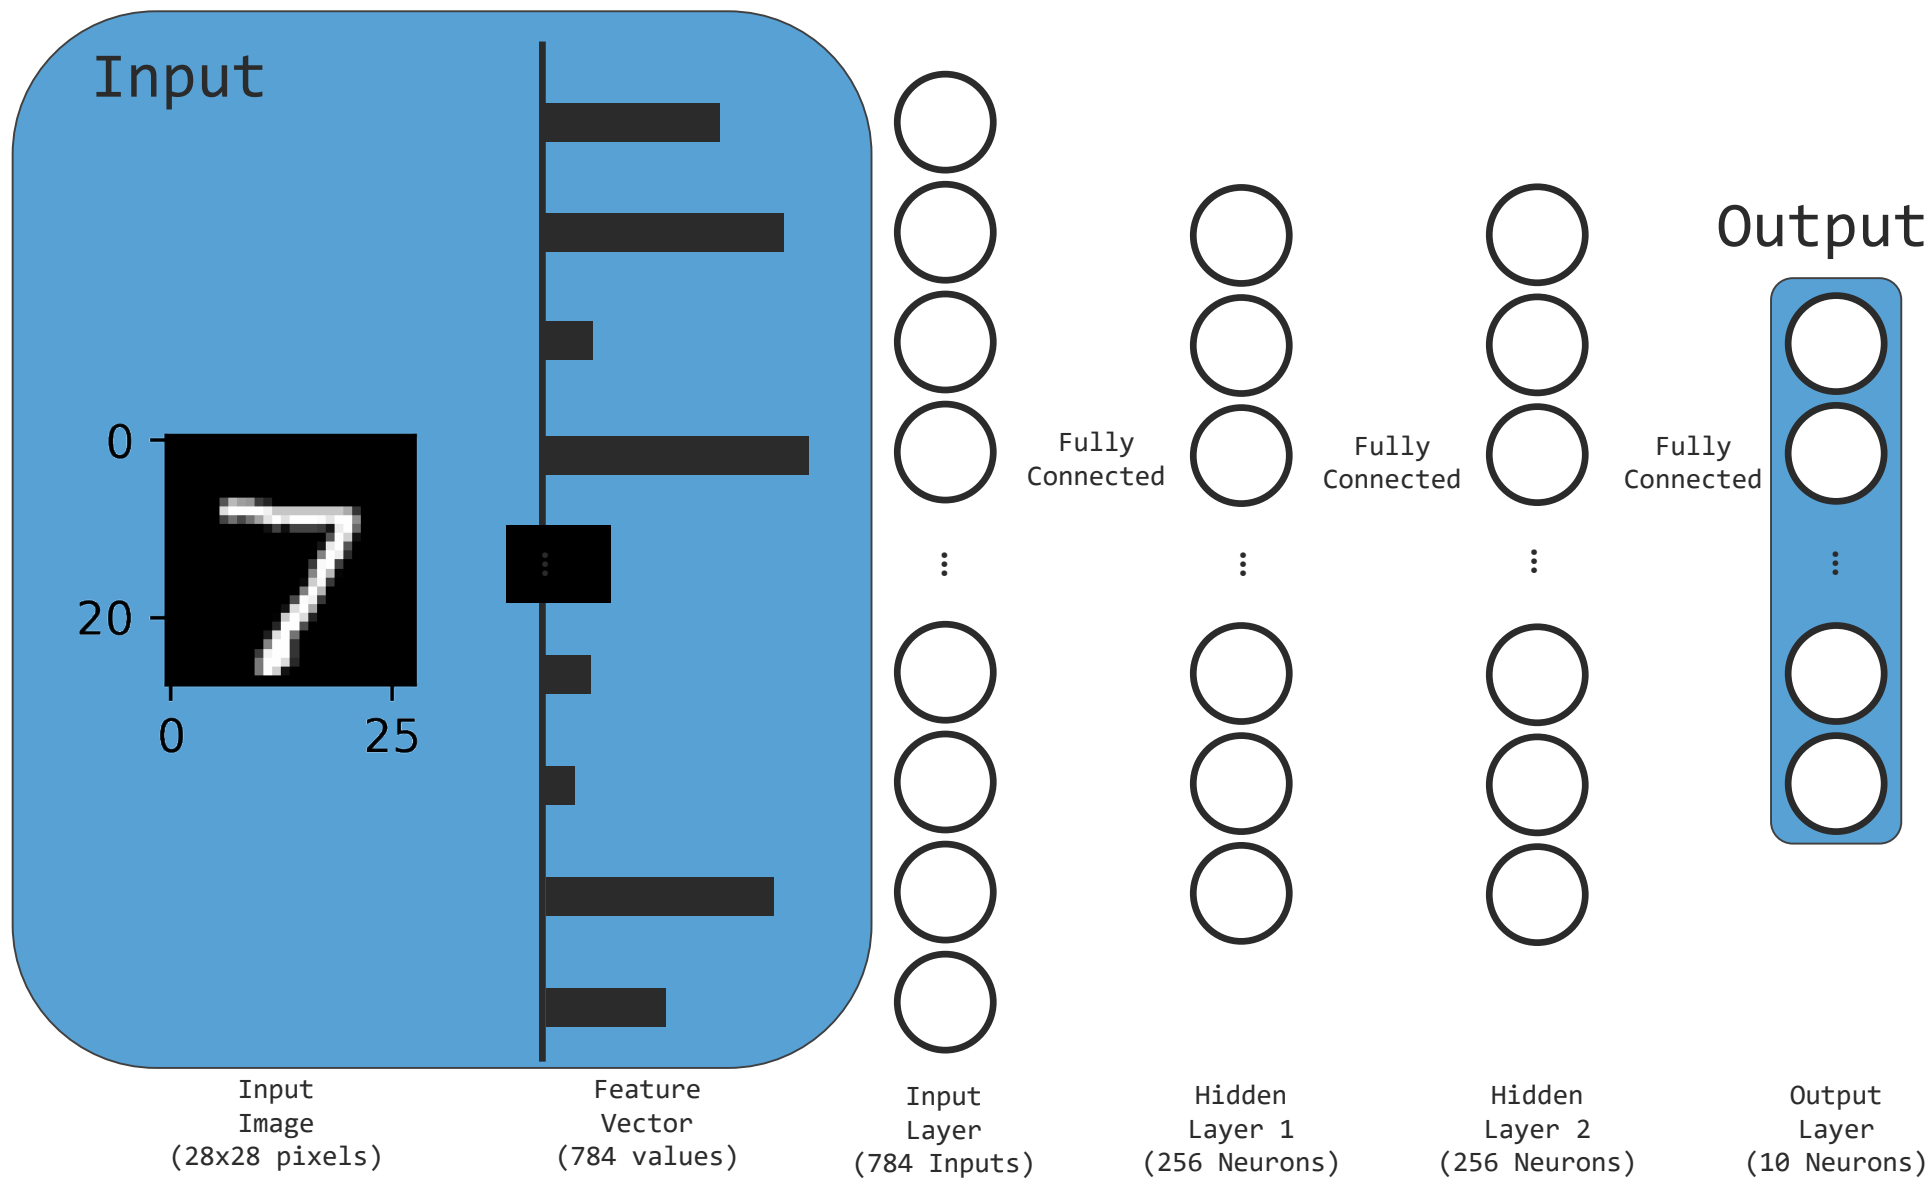 Input
Output
0
20
0
25
Fully
Connected
Fully
Connected
Fully
Connected
Input
Image
(28x28 pixels)
Feature
Vector
(784 values)
Input
Layer
(784 Inputs)
Hidden
Layer 1
(256 Neurons)
Hidden
Layer 2
(256 Neurons)
Output
Layer
(10 Neurons)